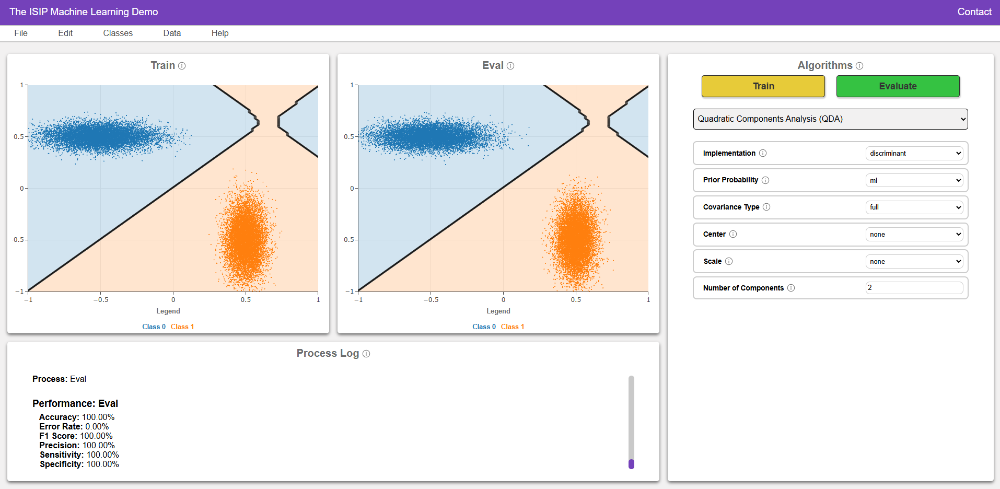 The ISIP Machine Learning Demo
Contact
File Edit Classes Data Help
Train
1
0.5
0
-0.5
−1
−1 −0.5 0 0.5 1
Legend
Class 0 Class 1
Eval
1
0.5
0
-0.5
−1
−1 −0.5 0 0.5 1
Legend
Class 0 Class 1
Algorithms
Train Evaluate
Quadratic Components Analysis (QDA)
Implementation discriminant
Prior Probability ml
Covariance Type full
Center none
Scale none
Number of Components 2
Process Log
Process: Eval
Performance: Eval
Accuracy: 100.00%
Error Rate: 0.00%
F1 Score: 100.00%
Precision: 100.00%
Sensitivity: 100.00%
Specificity: 100.00%